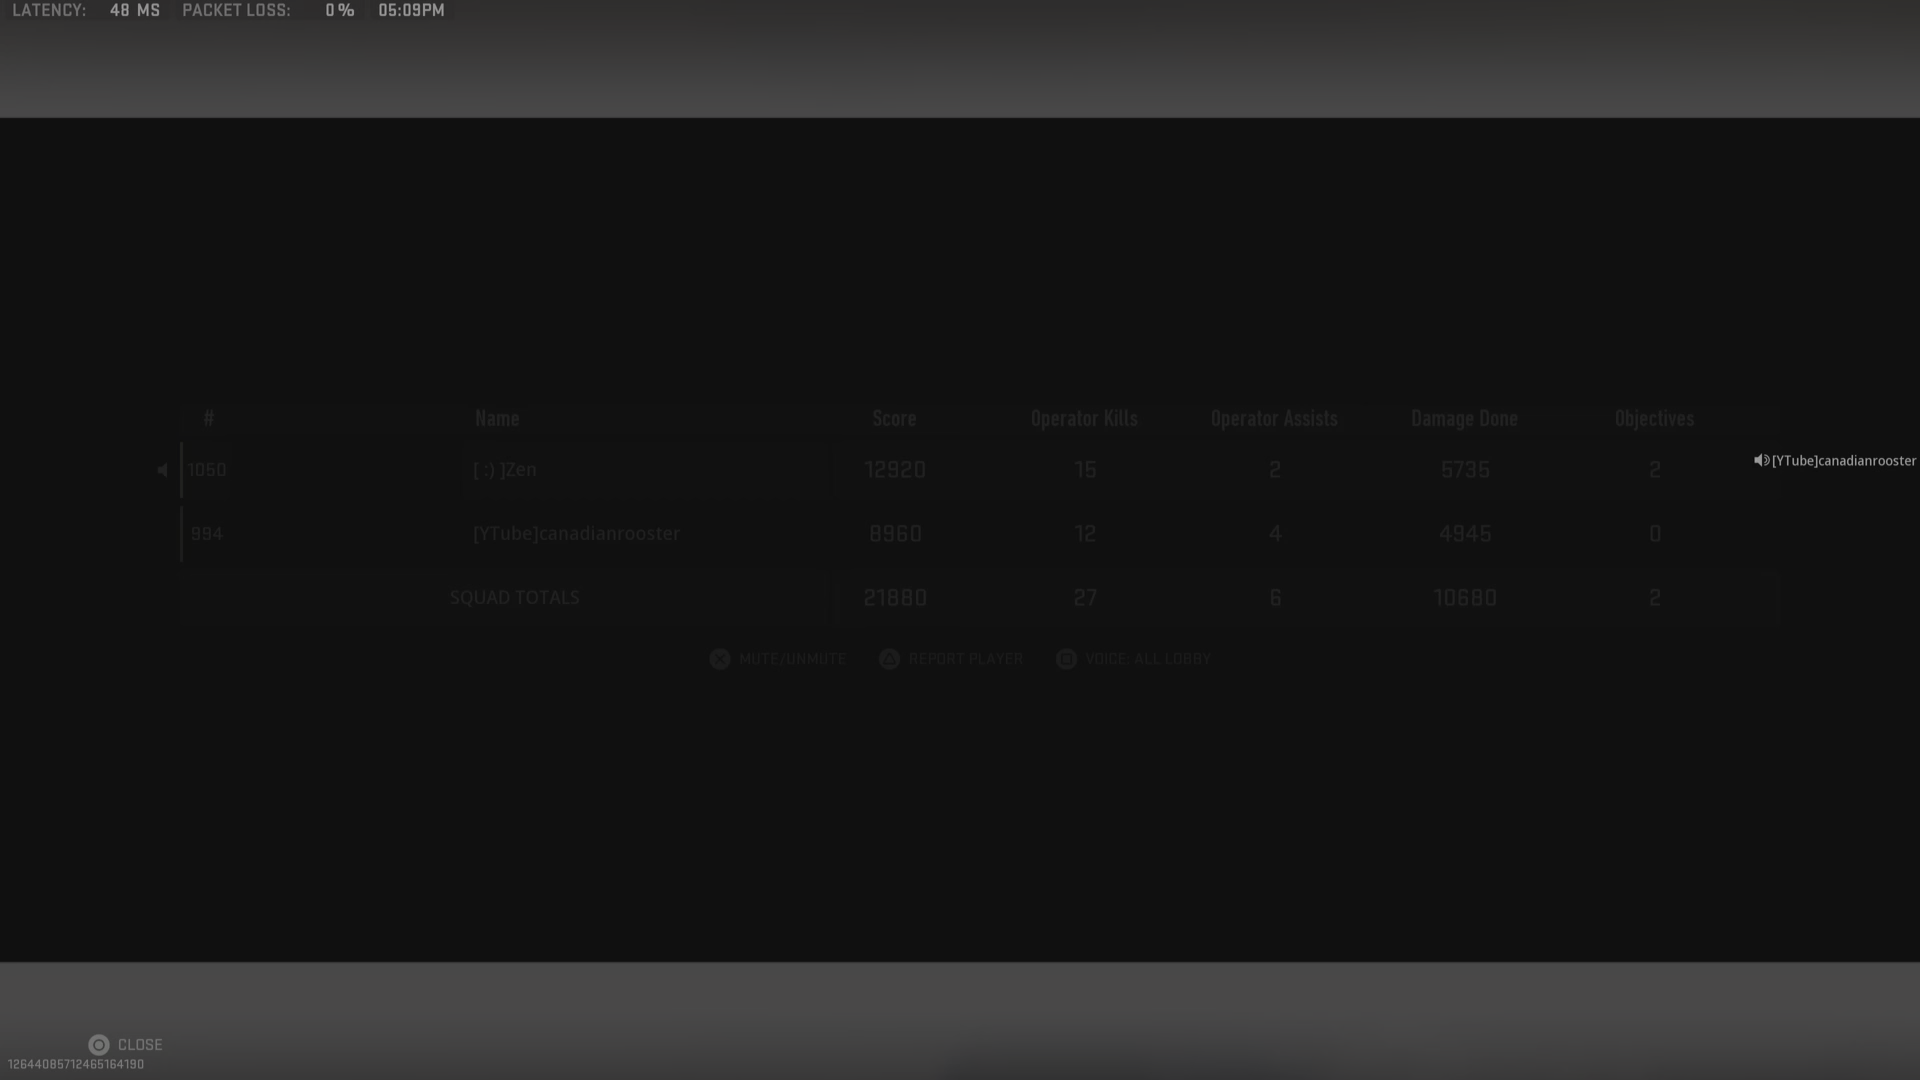 LATENCY: 48 MS PACKET LOSS: 0 % 05:09PM
# Name Score Operator Kills Operator Assists Damage Done Objectives
1050 [ :) ]Zen 12920 15 2 5735 2
[YTube]canadianrooster
994 [YTube]canadianrooster 8960 12 4 4945 0
SQUAD TOTALS 21880 27 6 10680 2
MUTE/UNMUTE REPORT PLAYER VOICE: ALL LOBBY
CLOSE
12644085712465164190